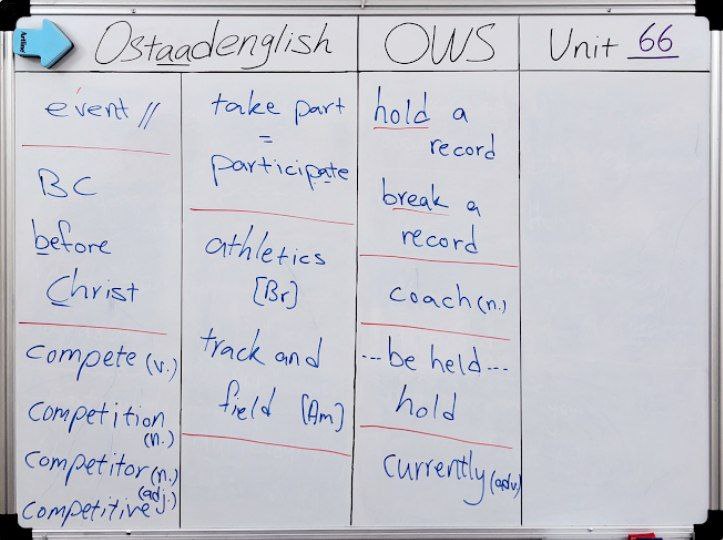 Ostaadenglish OWS Unit 66
event //
BC
before
Christ
compete (v.)
competition
(n.)
competitor (n.)
(adj.)
competitive
take part
=
participate
athletics
[Br]
track and
field [Am]
hold a
record
break a
record
coach (n.)
...be held...
hold
currently (adv.)